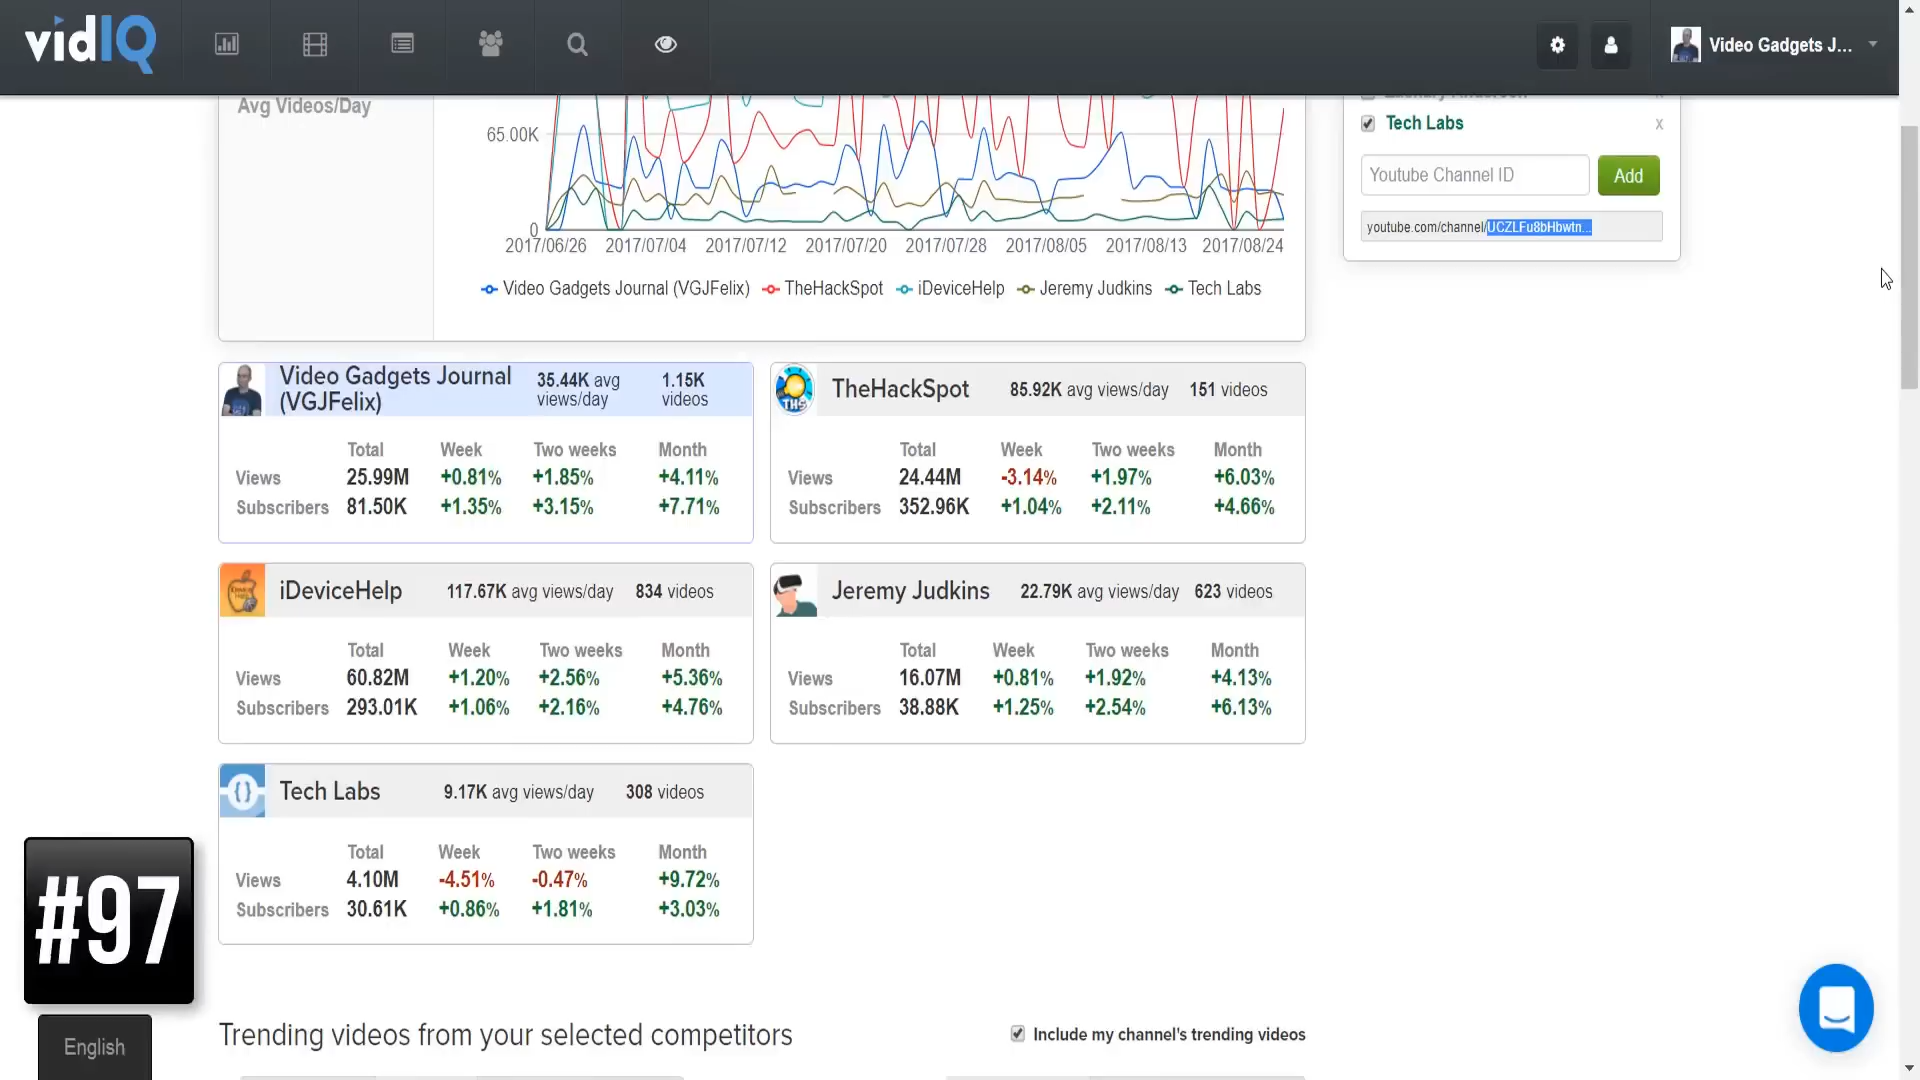 vidIQ
Video Gadgets J...
Avg Videos/Day
65.00K
0
2017/06/26 2017/07/04 2017/07/12 2017/07/20 2017/07/28 2017/08/05 2017/08/13 2017/08/24
Video Gadgets Journal (VGJFelix) TheHackSpot iDeviceHelp Jeremy Judkins Tech Labs
Tech Labs x
Youtube Channel ID Add
youtube.com/channel/UCZLFu8bHbwtn...
Video Gadgets Journal (VGJFelix) 35.44K avg views/day 1.15K videos
Total Week Two weeks Month
Views 25.99M +0.81% +1.85% +4.11%
Subscribers 81.50K +1.35% +3.15% +7.71%
TheHackSpot 85.92K avg views/day 151 videos
Total Week Two weeks Month
Views 24.44M -3.14% +1.97% +6.03%
Subscribers 352.96K +1.04% +2.11% +4.66%
iDeviceHelp 117.67K avg views/day 834 videos
Total Week Two weeks Month
Views 60.82M +1.20% +2.56% +5.36%
Subscribers 293.01K +1.06% +2.16% +4.76%
Jeremy Judkins 22.79K avg views/day 623 videos
Total Week Two weeks Month
Views 16.07M +0.81% +1.92% +4.13%
Subscribers 38.88K +1.25% +2.54% +6.13%
Tech Labs 9.17K avg views/day 308 videos
Total Week Two weeks Month
Views 4.10M -4.51% -0.47% +9.72%
Subscribers 30.61K +0.86% +1.81% +3.03%
#97
English
Trending videos from your selected competitors
Include my channel's trending videos